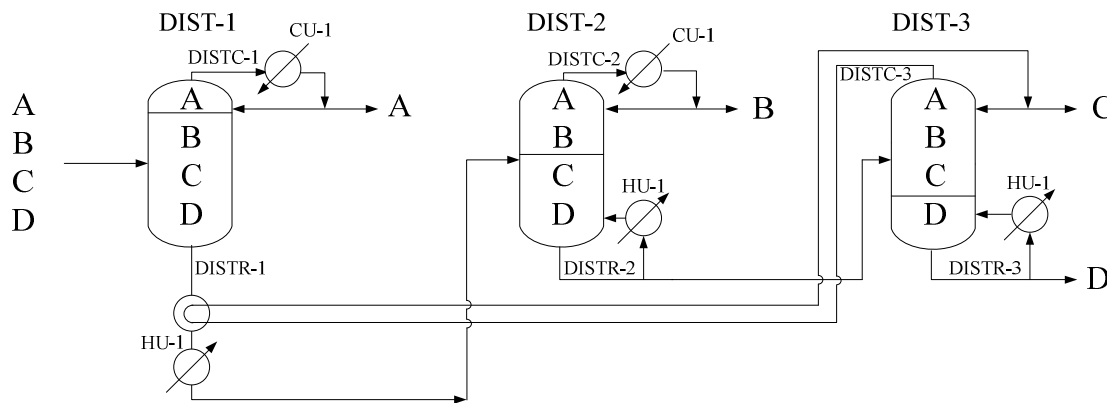 DIST-1
DIST-2
DIST-3
CU-1
DISTC-1
CU-1
DISTC-2
DISTC-3
A
B
C
D
A
B
C
D
A
A
B
C
D
B
A
B
C
D
C
HU-1
HU-1
DISTR-1
DISTR-2
DISTR-3
D
HU-1